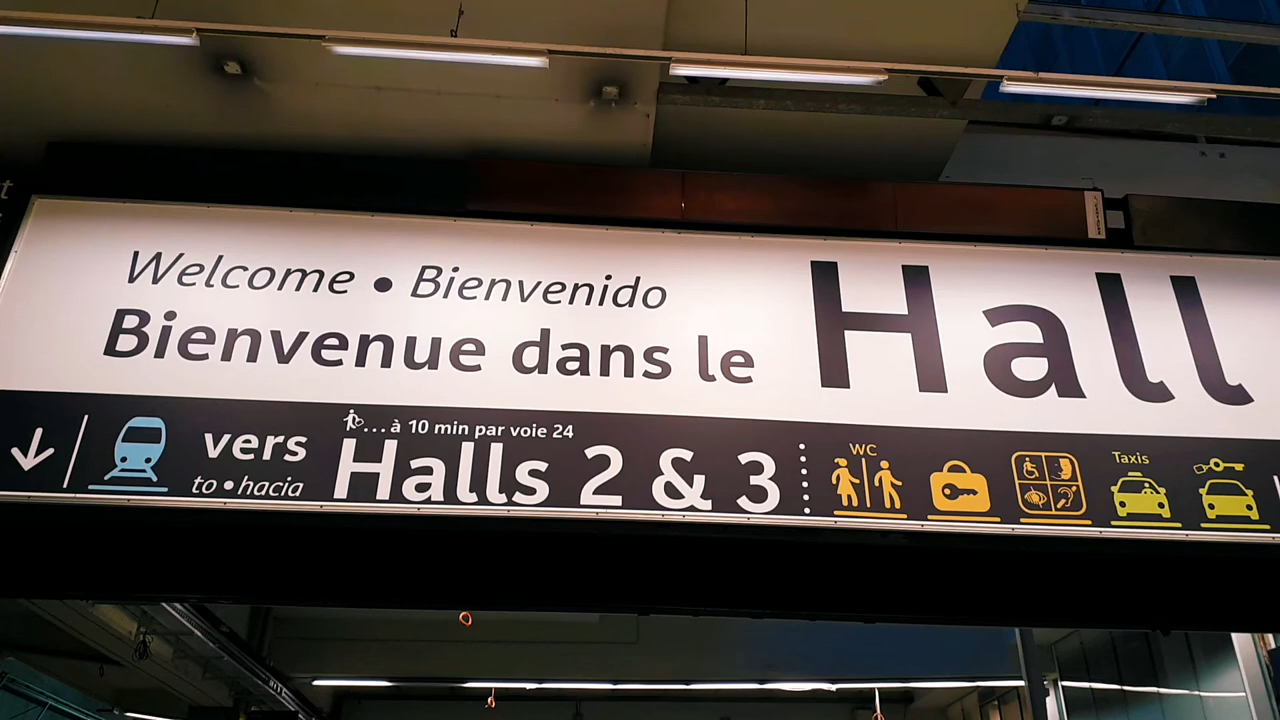 Welcome • Bienvenido
Bienvenue dans le
Hall
vers
to • hacia
...à 10 min par voie 24
Halls 2 & 3
WC
Taxis